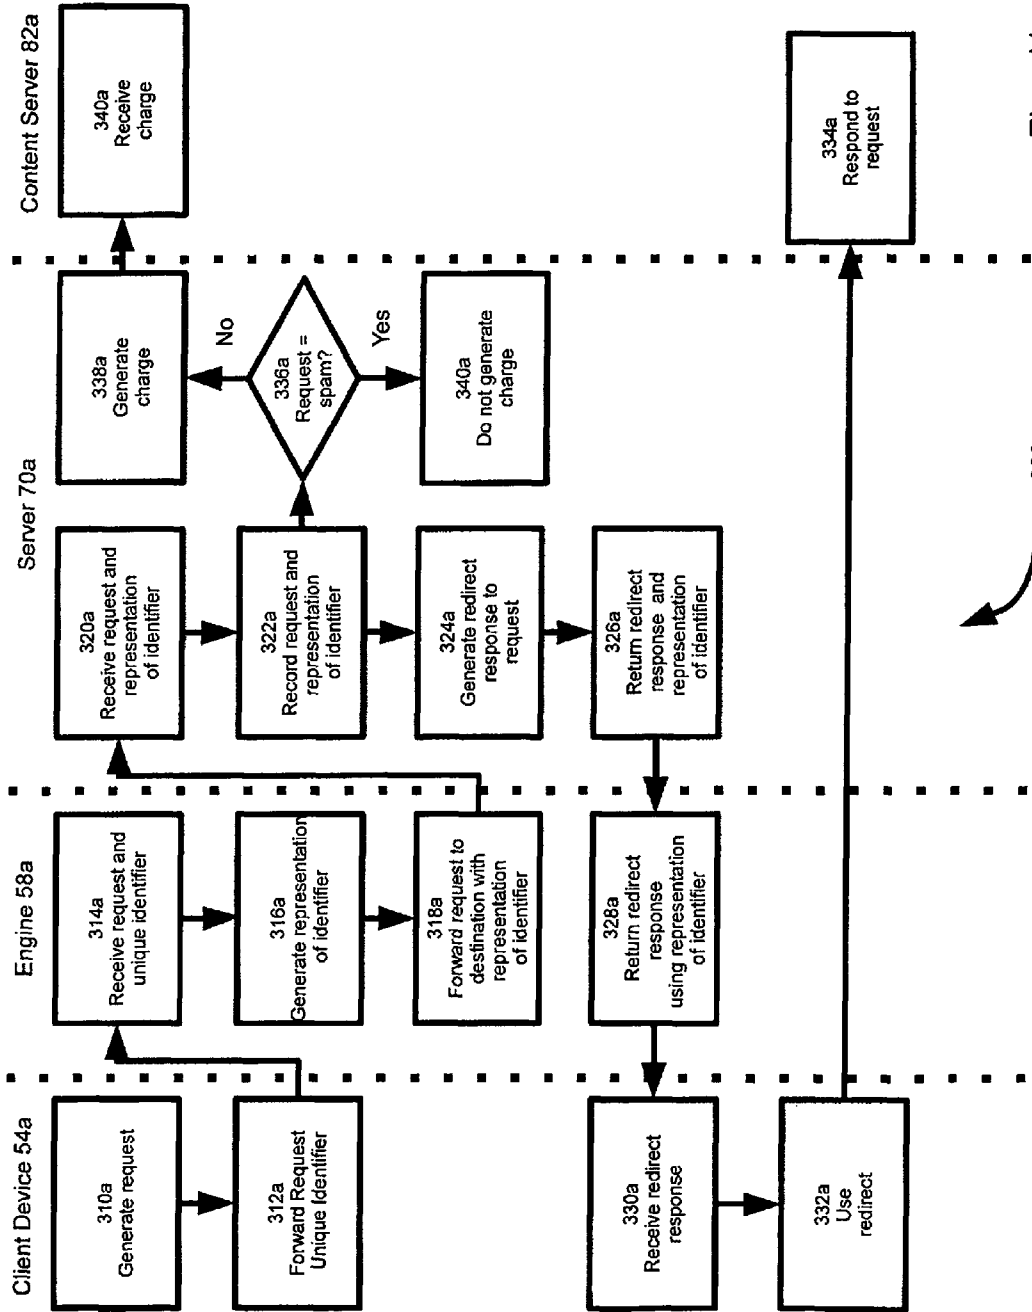 Client Device 54a
310a
Generate request
312a
Forward Request
Unique Identifier
330a
Receive redirect
response
332a
Use
redirect
Engine 58a
314a
Receive request and
unique identifier
316a
Generate representation
of identifier
318a
Forward request to
destination with
representation
of identifier
328a
Return redirect
response
using representation
of identifier
Server 70a
320a
Receive request and
representation
of identifier
322a
Record request and
representation
of identifier
324a
Generate redirect
response to
request
326a
Return redirect
response and
representation
of identifier
338a
Generate
charge
No
336a
Request =
spam?
Yes
340a
Do not generate
charge
Content Server 82a
340a
Receive
charge
334a
Respond to
request